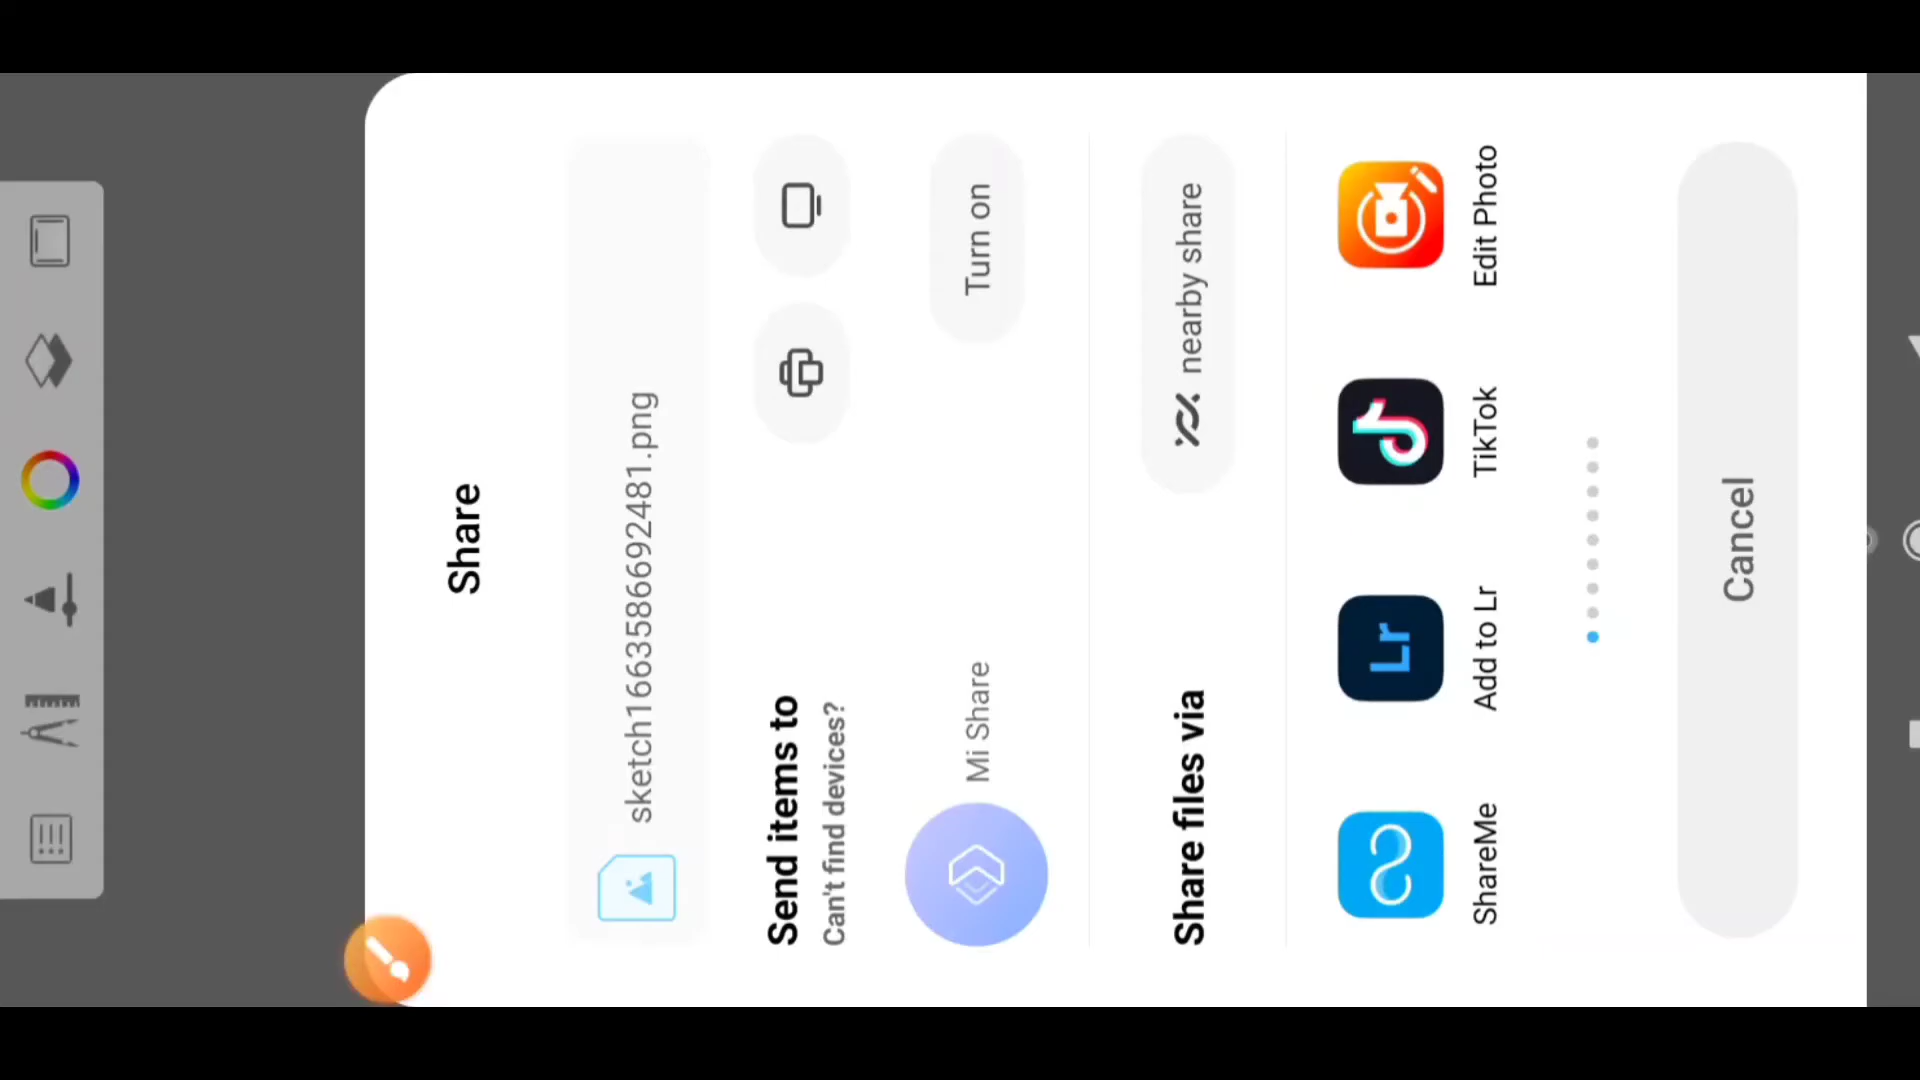 Share
sketch1663586692481.png
Send items to
Can't find devices?
Mi Share
Turn on
Share files via
nearby share
Lr
ShareMe
Add to Lr
TikTok
Edit Photo
Cancel